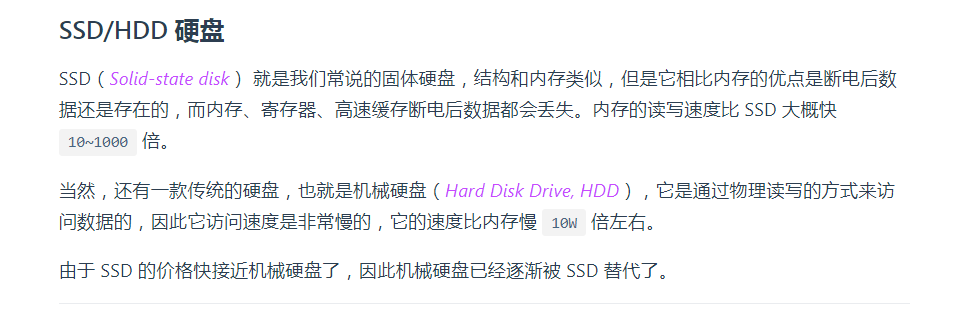 SSD/HDD 硬盘
SSD（Solid-state disk） 就是我们常说的固体硬盘，结构和内存类似，但是它相比内存的优点是断电后数
据还是存在的，而内存、寄存器、高速缓存断电后数据都会丢失。内存的读写速度比 SSD 大概快
10~1000 倍。
当然，还有一款传统的硬盘，也就是机械硬盘（Hard Disk Drive, HDD），它是通过物理读写的方式来访
问数据的，因此它访问速度是非常慢的，它的速度比内存慢 10W 倍左右。
由于 SSD 的价格快接近机械硬盘了，因此机械硬盘已经逐渐被 SSD 替代了。